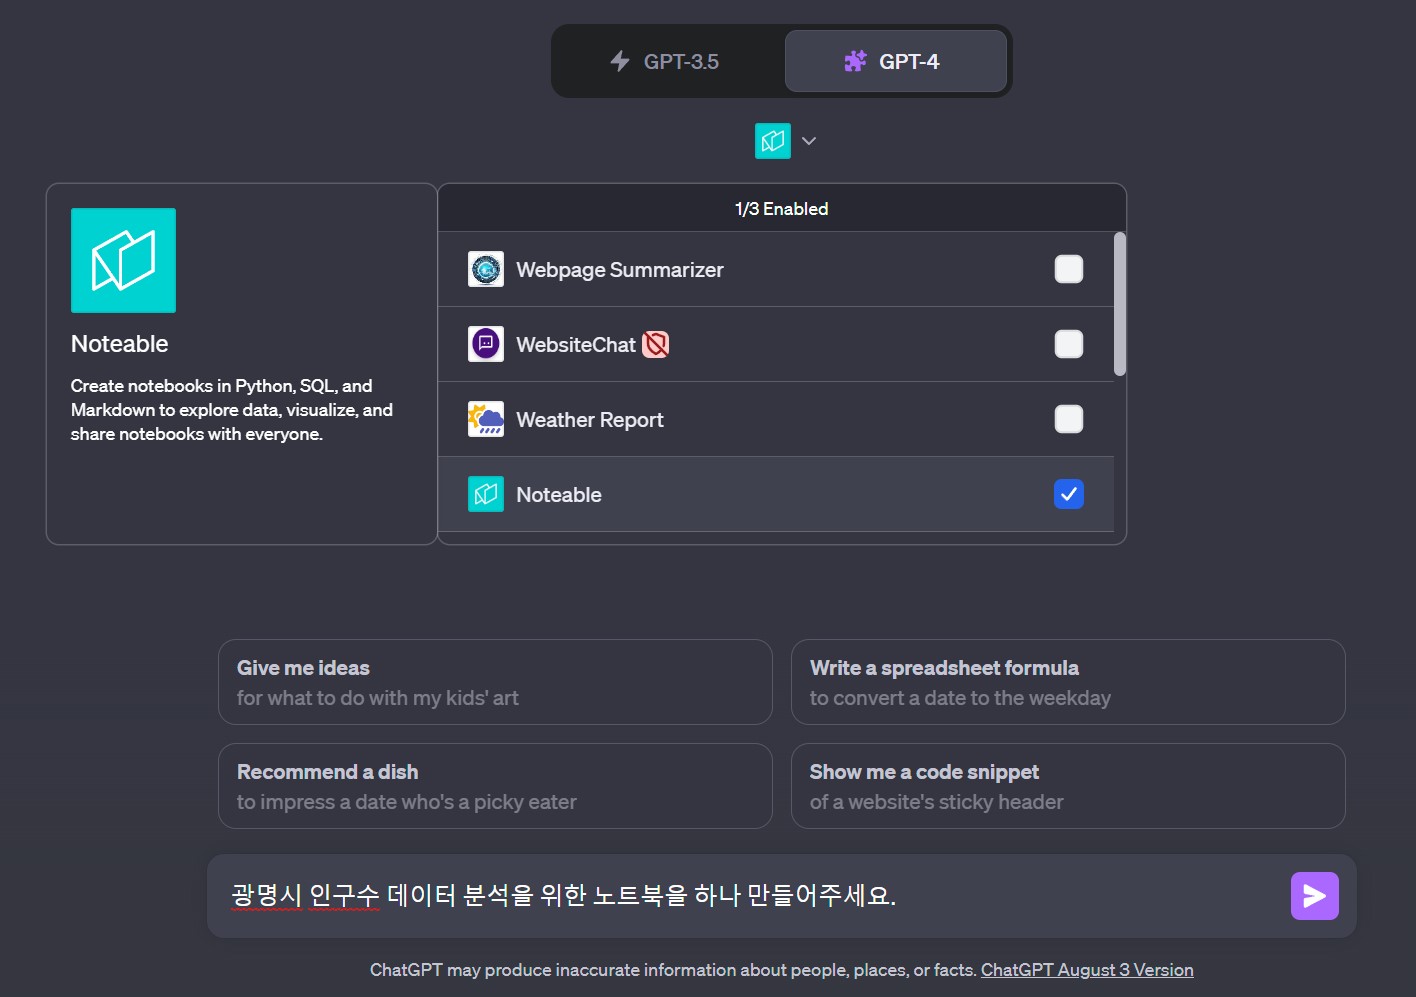 GPT-3.5
GPT-4
Noteable
Create notebooks in Python, SQL, and
Markdown to explore data, visualize, and
share notebooks with everyone.
1/3 Enabled
Webpage Summarizer
WebsiteChat
Weather Report
Noteable
Give me ideas
for what to do with my kids' art
Write a spreadsheet formula
to convert a date to the weekday
Recommend a dish
to impress a date who's a picky eater
Show me a code snippet
of a website's sticky header
광명시 인구수 데이터 분석을 위한 노트북을 하나 만들어주세요.
ChatGPT may produce inaccurate information about people, places, or facts. ChatGPT August 3 Version